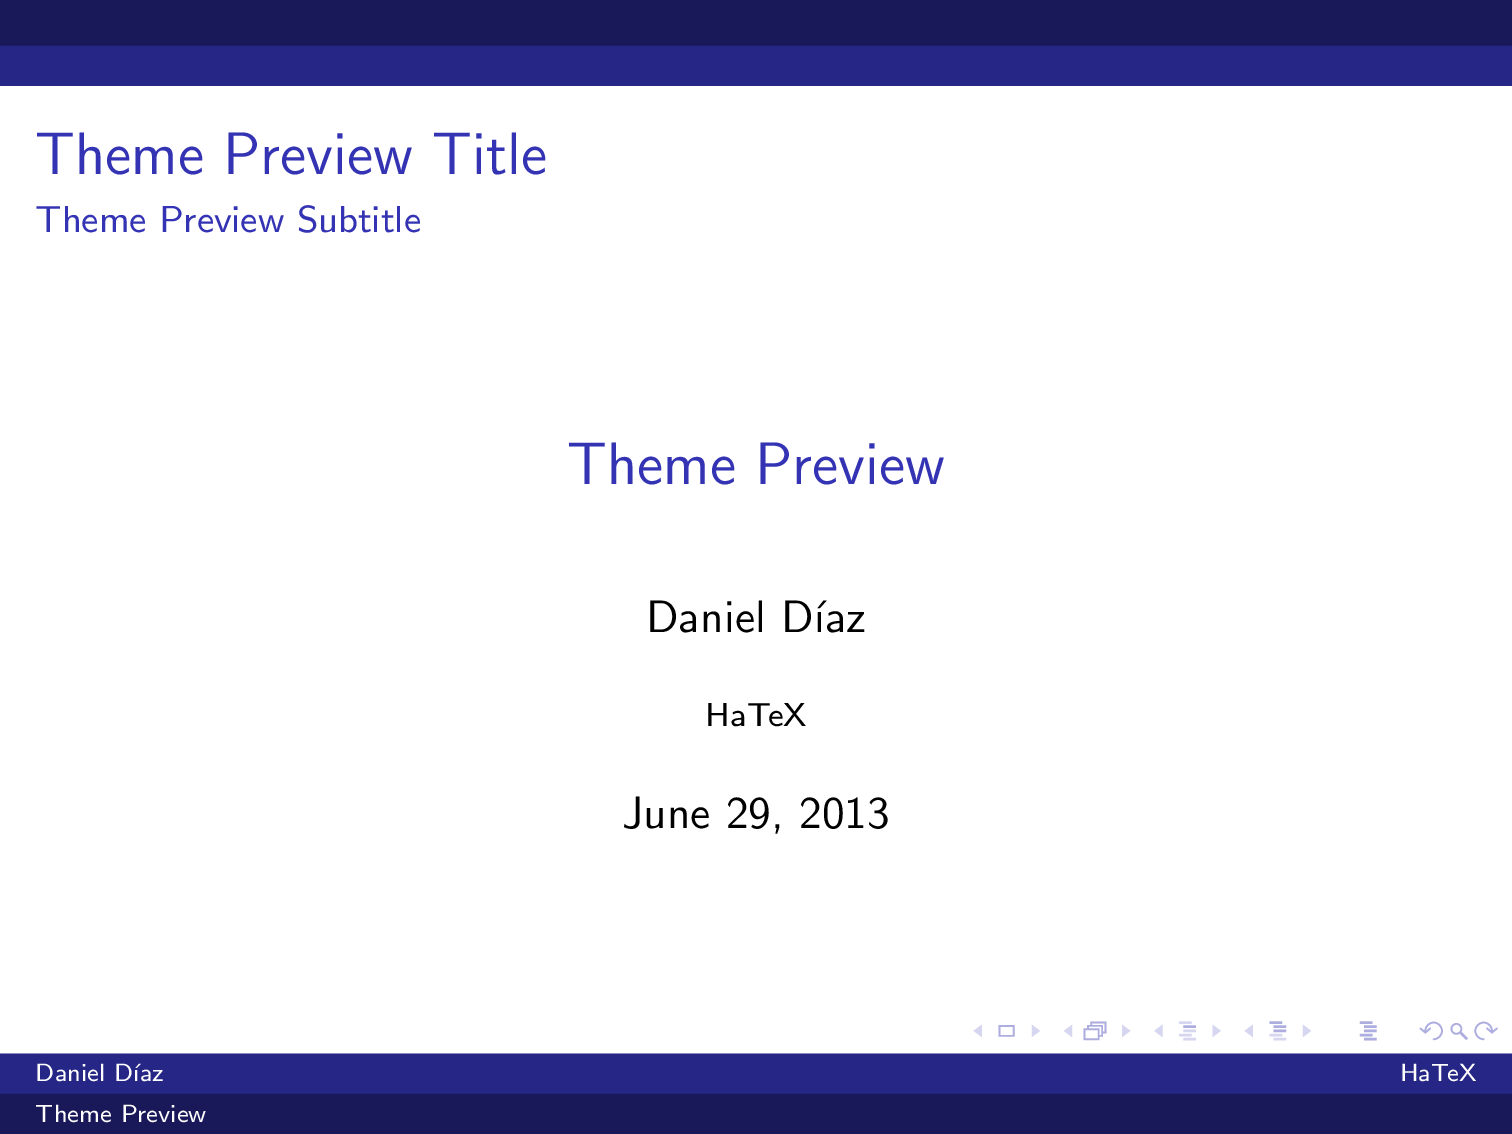 Theme Preview Title
Theme Preview Subtitle
Theme Preview
Daniel Díaz
HaTeX
June 29, 2013
Daniel Díaz
HaTeX
Theme Preview